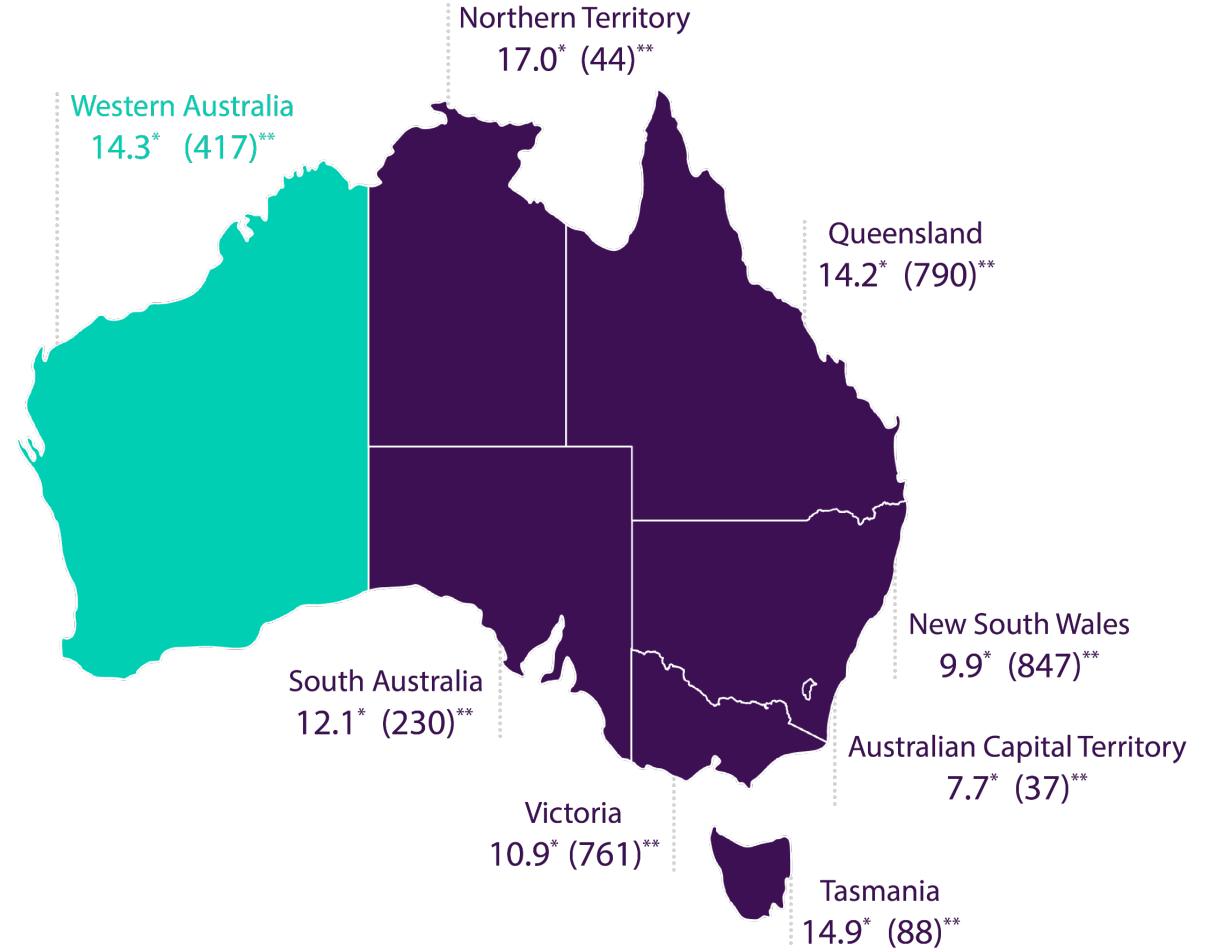 Northern Territory
17.0* (44)**
Western Australia
14.3* (417)**
Queensland
14.2* (790)**
New South Wales
9.9* (847)**
South Australia
12.1* (230)**
Australian Capital Territory
7.7* (37)**
Victoria
10.9* (761)**
Tasmania
14.9* (88)**